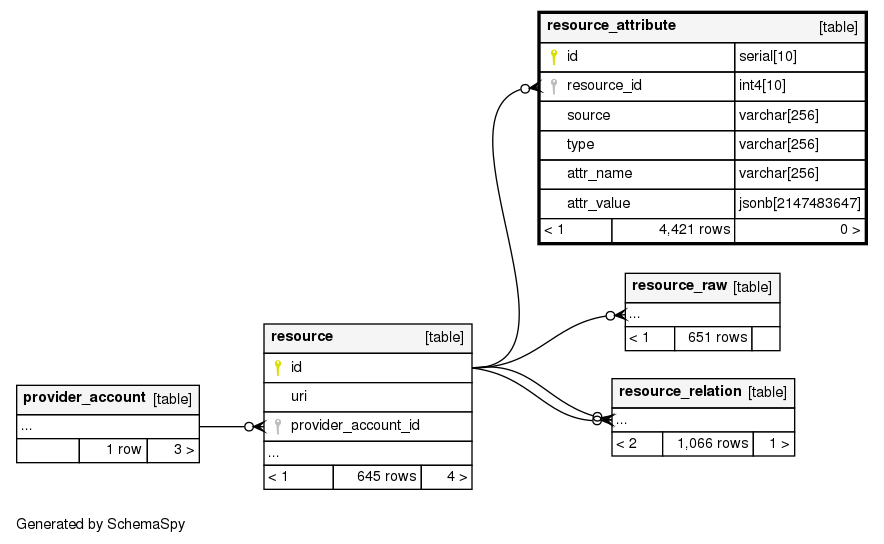 resource_attribute [table]
id serial[10]
resource_id int4[10]
source varchar[256]
type varchar[256]
attr_name varchar[256]
attr_value jsonb[2147483647]
< 1 4,421 rows 0 >
resource_raw [table]
...
< 1 651 rows
resource [table]
id
uri
provider_account_id
...
< 1 645 rows 4 >
resource_relation [table]
...
< 2 1,066 rows 1 >
provider_account [table]
...
1 row 3 >
Generated by SchemaSpy